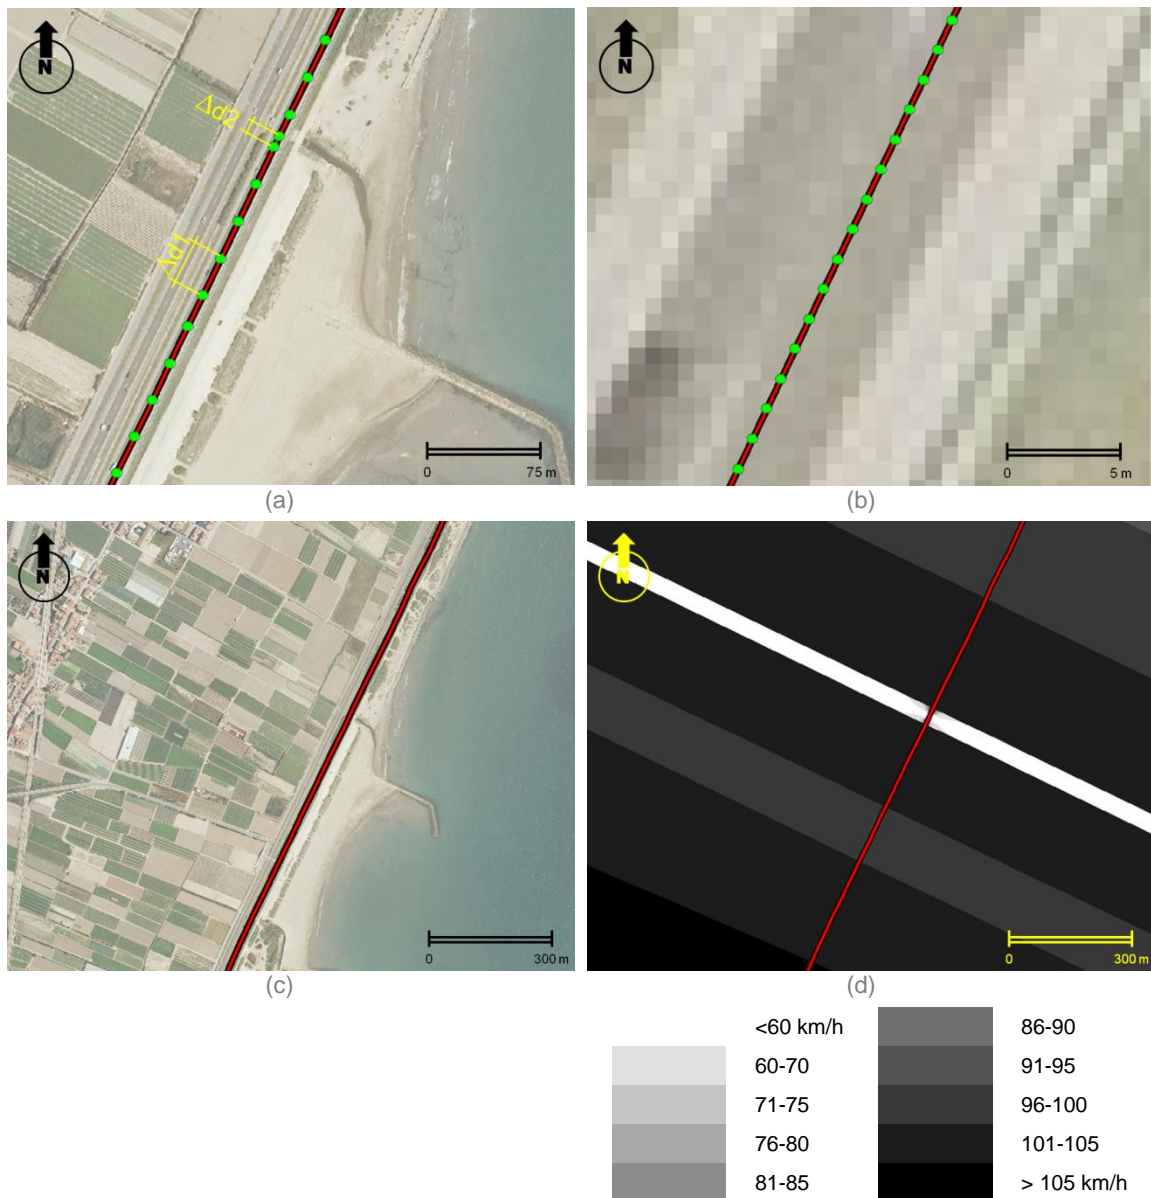 N
N
Δd2
Δd1
0 75 m
0 5 m
(a)
(b)
N
N
0 300 m
0 300 m
(c)
(d)
<60 km/h
86-90
60-70
91-95
71-75
96-100
76-80
101-105
81-85
> 105 km/h